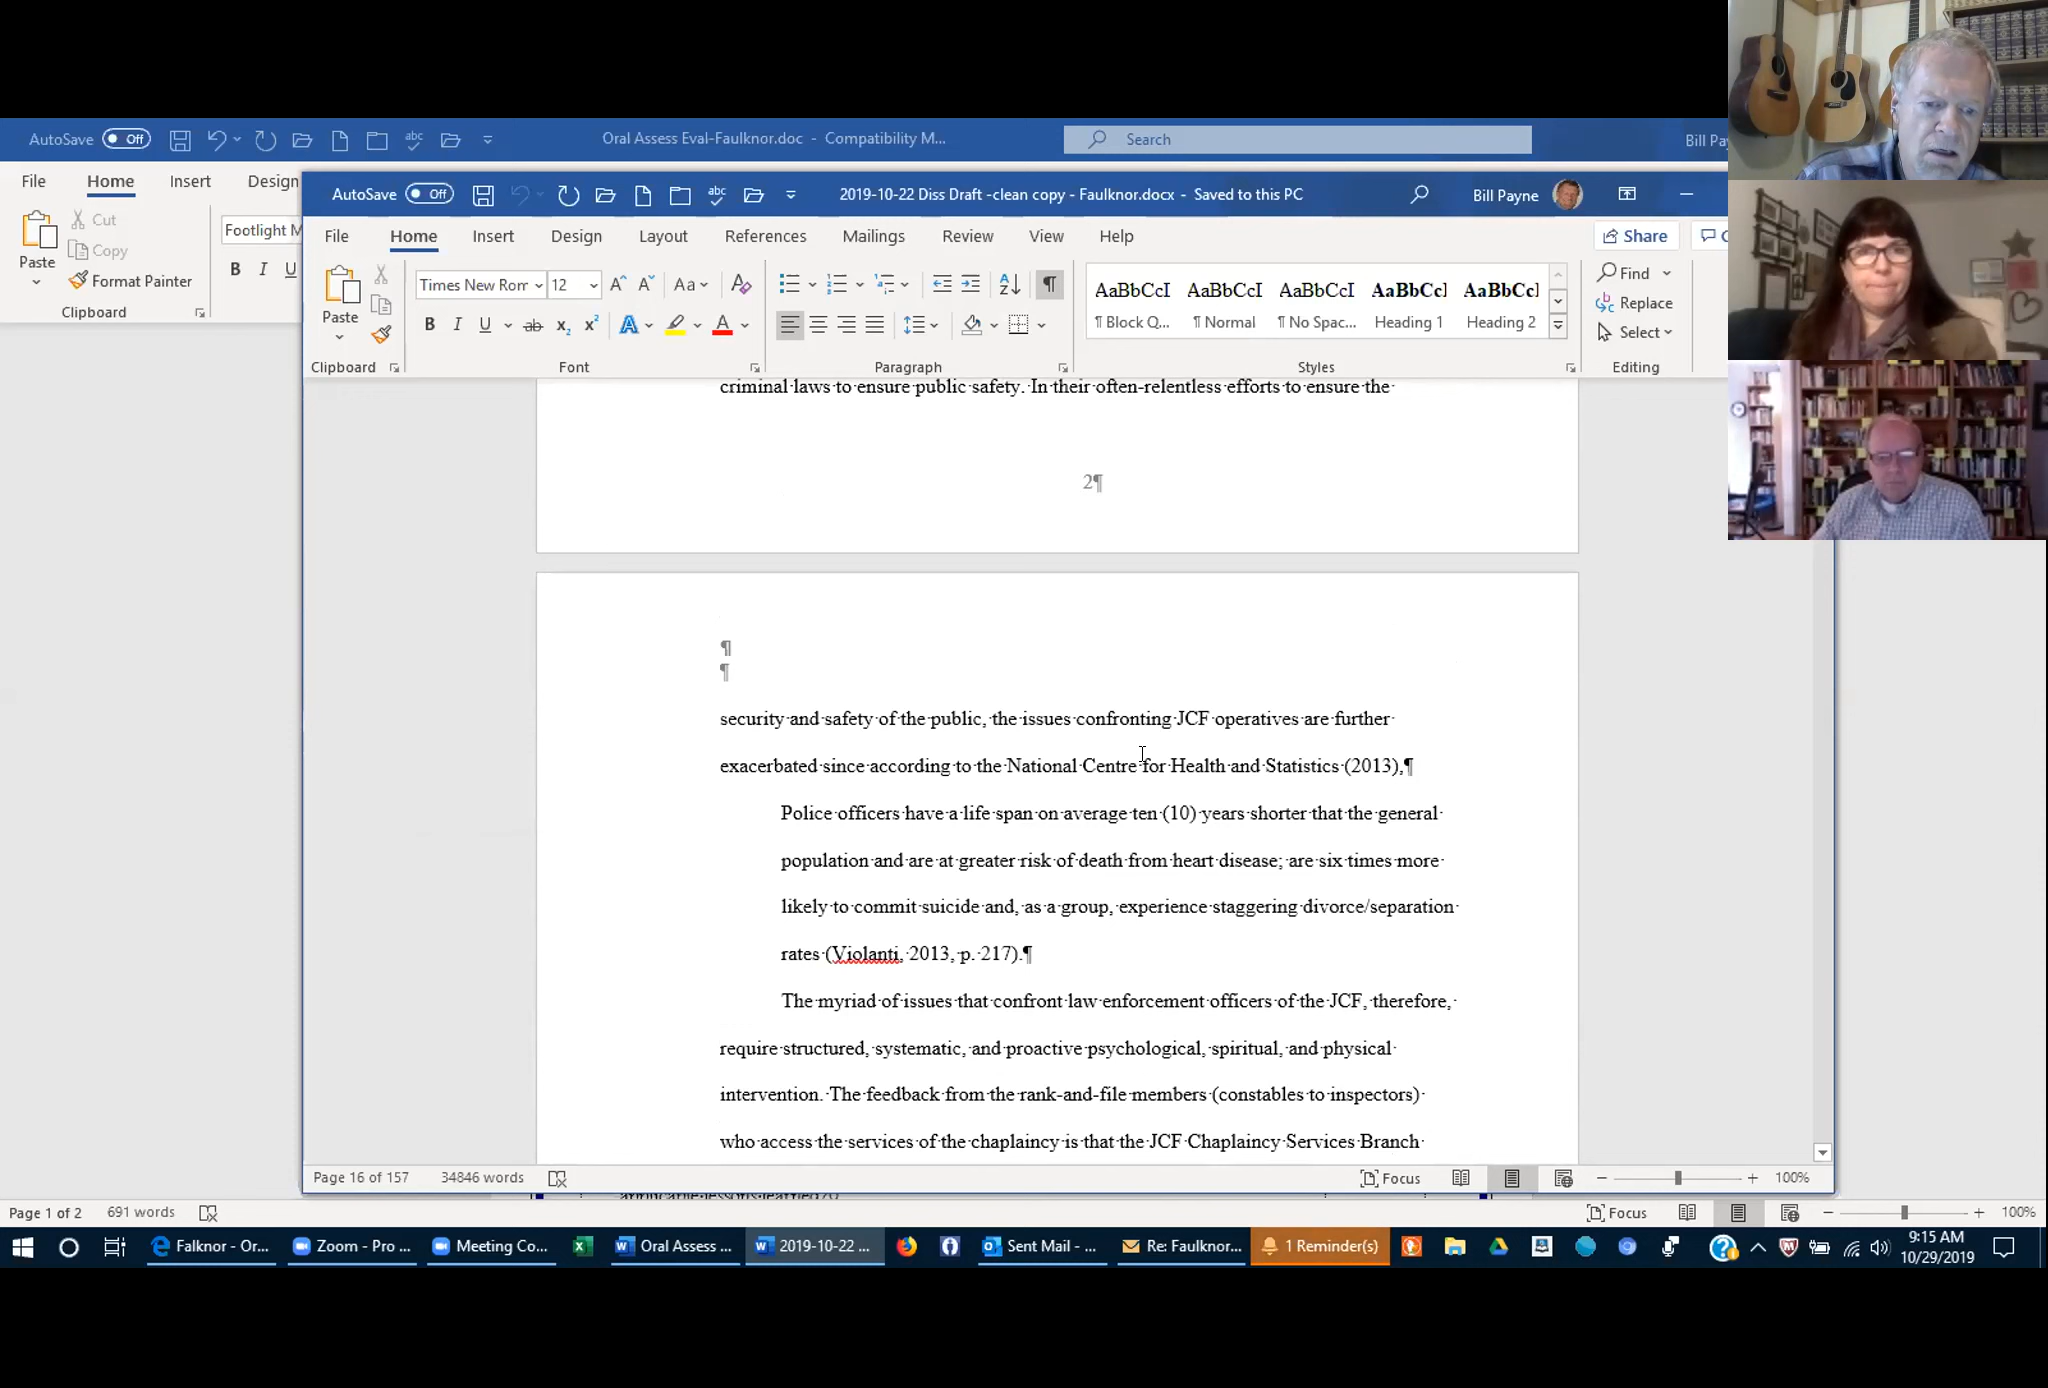 AutoSave Off
Oral Assess Eval-Faulknor.doc - Compatibility M...
Search
Bill Pay
File Home Insert Design
Paste
Cut
Copy
Format Painter
Clipboard
Footlight M
B I U
AutoSave Off
2019-10-22 Diss Draft -clean copy - Faulknor.docx - Saved to this PC
Bill Payne
File Home Insert Design Layout References Mailings Review View Help
Share
Paste
Times New Ror 12
Aa
B I U ab x₂ x² A A
Clipboard
Font
Paragraph
AaBbCcI AaBbCcI AaBbCcI AaBbCcI AaBbCcI
¶ Block Q... ¶ Normal ¶ No Spac... Heading 1 Heading 2
Styles
Find
Replace
Select
Editing
criminal laws to ensure public safety. In their often-relentless efforts to ensure the
2¶
¶
¶
security and safety of the public, the issues confronting JCF operatives are further
exacerbated since according to the National Centre for Health and Statistics (2013),¶
Police officers have a life span on average ten (10) years shorter that the general
population and are at greater risk of death from heart disease; are six times more
likely to commit suicide and, as a group, experience staggering divorce/separation
rates (Violanti, 2013, p. 217).¶
The myriad of issues that confront law enforcement officers of the JCF, therefore,
require structured, systematic, and proactive psychological, spiritual, and physical
intervention. The feedback from the rank-and-file members (constables to inspectors)
who access the services of the chaplaincy is that the JCF Chaplaincy Services Branch
Page 16 of 157 34846 words
Focus
100%
Page 1 of 2 691 words
Focus
100%
Falknor - Or...
Zoom - Pro ...
Meeting Co...
Oral Assess ...
2019-10-22 ...
Sent Mail - ...
Re: Faulknor...
1 Reminder(s)
9:15 AM
10/29/2019